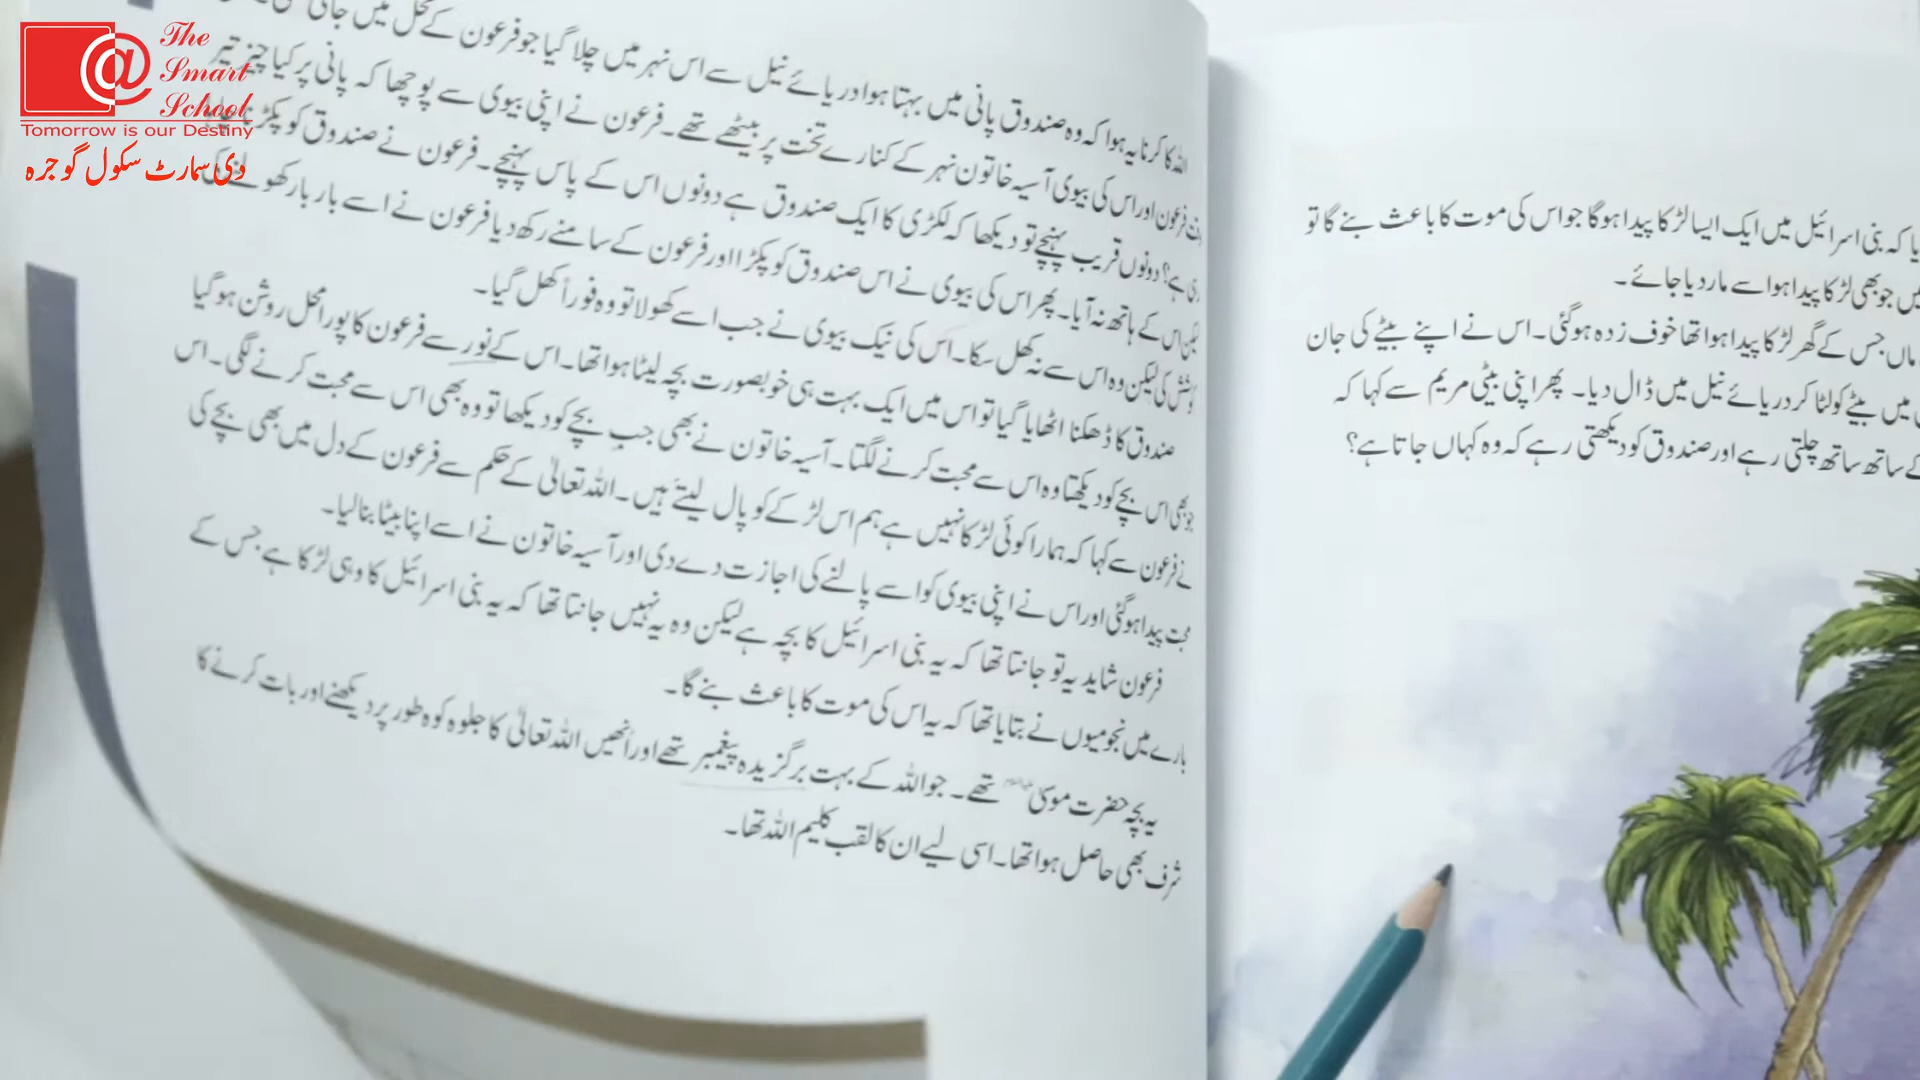 The
Smart
School
Tomorrow is our Destiny
دی سمارٹ سکول گوجرہ
کہ بنی اسرائیل میں ایک ایسا لڑکا پیدا ہوگا جو اس کی موت کا باعث بنے گا تو
جو بھی لڑکا پیدا ہوا اسے مار دیا جائے۔
ماں جس کے گھر لڑکا پیدا ہوا تھا خوف زدہ ہوگئی۔ اس نے اپنے بیٹے کی جان
میں بیٹے کو لٹا کر دریائے نیل میں ڈال دیا۔ پھر اپنی بیٹی مریم سے کہا کہ
کے ساتھ ساتھ چلتی رہے اور صندوق کو دیکھتی رہے کہ وہ کہاں جاتا ہے؟
اللہ کا کرنا یہ ہوا کہ وہ صندوق پانی میں بہتا ہوا دریائے نیل سے اس نہر میں چلا گیا جو فرعون کے محل میں جاتی
فرعون اور اس کی بیوی آسیہ خاتون نہر کے کنارے تخت پر بیٹھے تھے۔ فرعون نے اپنی بیوی سے پوچھا کہ پانی پر کیا چیز تیر
ہے؟ دونوں قریب پہنچے تو دیکھا کہ لکڑی کا ایک صندوق ہے دونوں اس کے پاس پہنچے۔ فرعون نے صندوق کو پکڑنا
لیکن اس کے ہاتھ نہ آیا۔ پھر اس کی بیوی نے اس صندوق کو پکڑا اور فرعون کے سامنے رکھ دیا فرعون نے اسے بار بار کھولنے کی
کوشش کی لیکن وہ اس سے نہ کھل سکا۔ اس کی نیک بیوی نے جب اسے کھولا تو وہ فوراً کھل گیا۔
صندوق کا ڈھکنا اٹھایا گیا تو اس میں ایک بہت ہی خوبصورت بچہ لیٹا ہوا تھا۔ اس کے نور سے فرعون کا پورا محل روشن ہوگیا
جو بھی اس بچے کو دیکھتا وہ اس سے محبت کرنے لگتا۔ آسیہ خاتون نے بھی جب بچے کو دیکھا تو وہ بھی اس سے محبت کرنے لگی۔ اس
نے فرعون سے کہا کہ ہمارا کوئی لڑکا نہیں ہے ہم اس لڑکے کو پال لیتے ہیں۔ اللہ تعالیٰ کے حکم سے فرعون کے دل میں بھی بچے کی
محبت پیدا ہوگئی اور اس نے اپنی بیوی کو اسے پالنے کی اجازت دے دی اور آسیہ خاتون نے اسے اپنا بیٹا بنا لیا۔
فرعون شاید یہ تو جانتا تھا کہ یہ بنی اسرائیل کا بچہ ہے لیکن وہ یہ نہیں جانتا تھا کہ یہ بنی اسرائیل کا وہی لڑکا ہے جس کے
بارے میں نجومیوں نے بتایا تھا کہ یہ اس کی موت کا باعث بنے گا۔
یہ بچہ حضرت موسیٰ تھے۔ جو اللہ کے بہت برگزیدہ پیغمبر تھے اور اُنھیں اللہ تعالیٰ کا جلوہ کوہ طور پر دیکھنے اور بات کرنے کا
شرف بھی حاصل ہوا تھا۔ اسی لیے ان کا لقب کلیم اللہ تھا۔